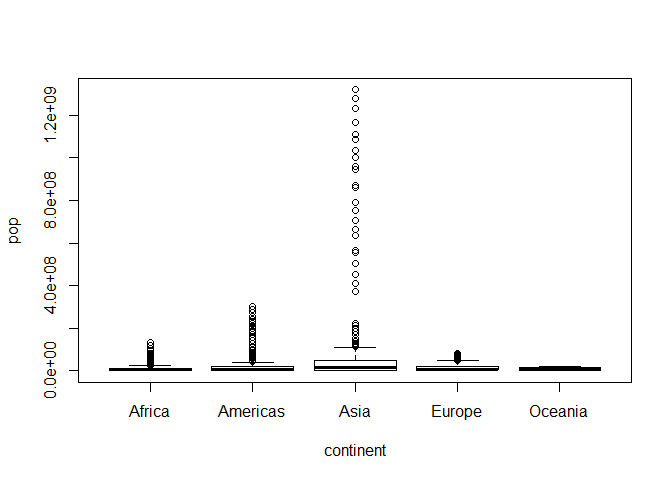 pop
1.2e+09
8.0e+08
4.0e+08
0.0e+00
Africa Americas Asia Europe Oceania
continent